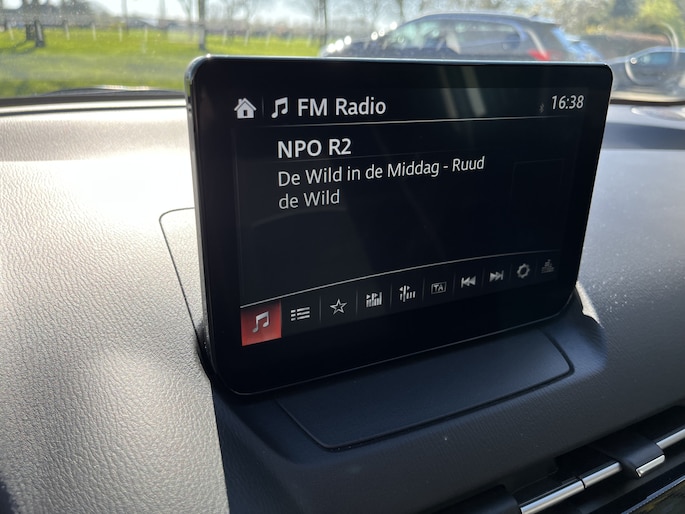 FM Radio
16:38
NPO R2
De Wild in de Middag - Ruud
de Wild
TA